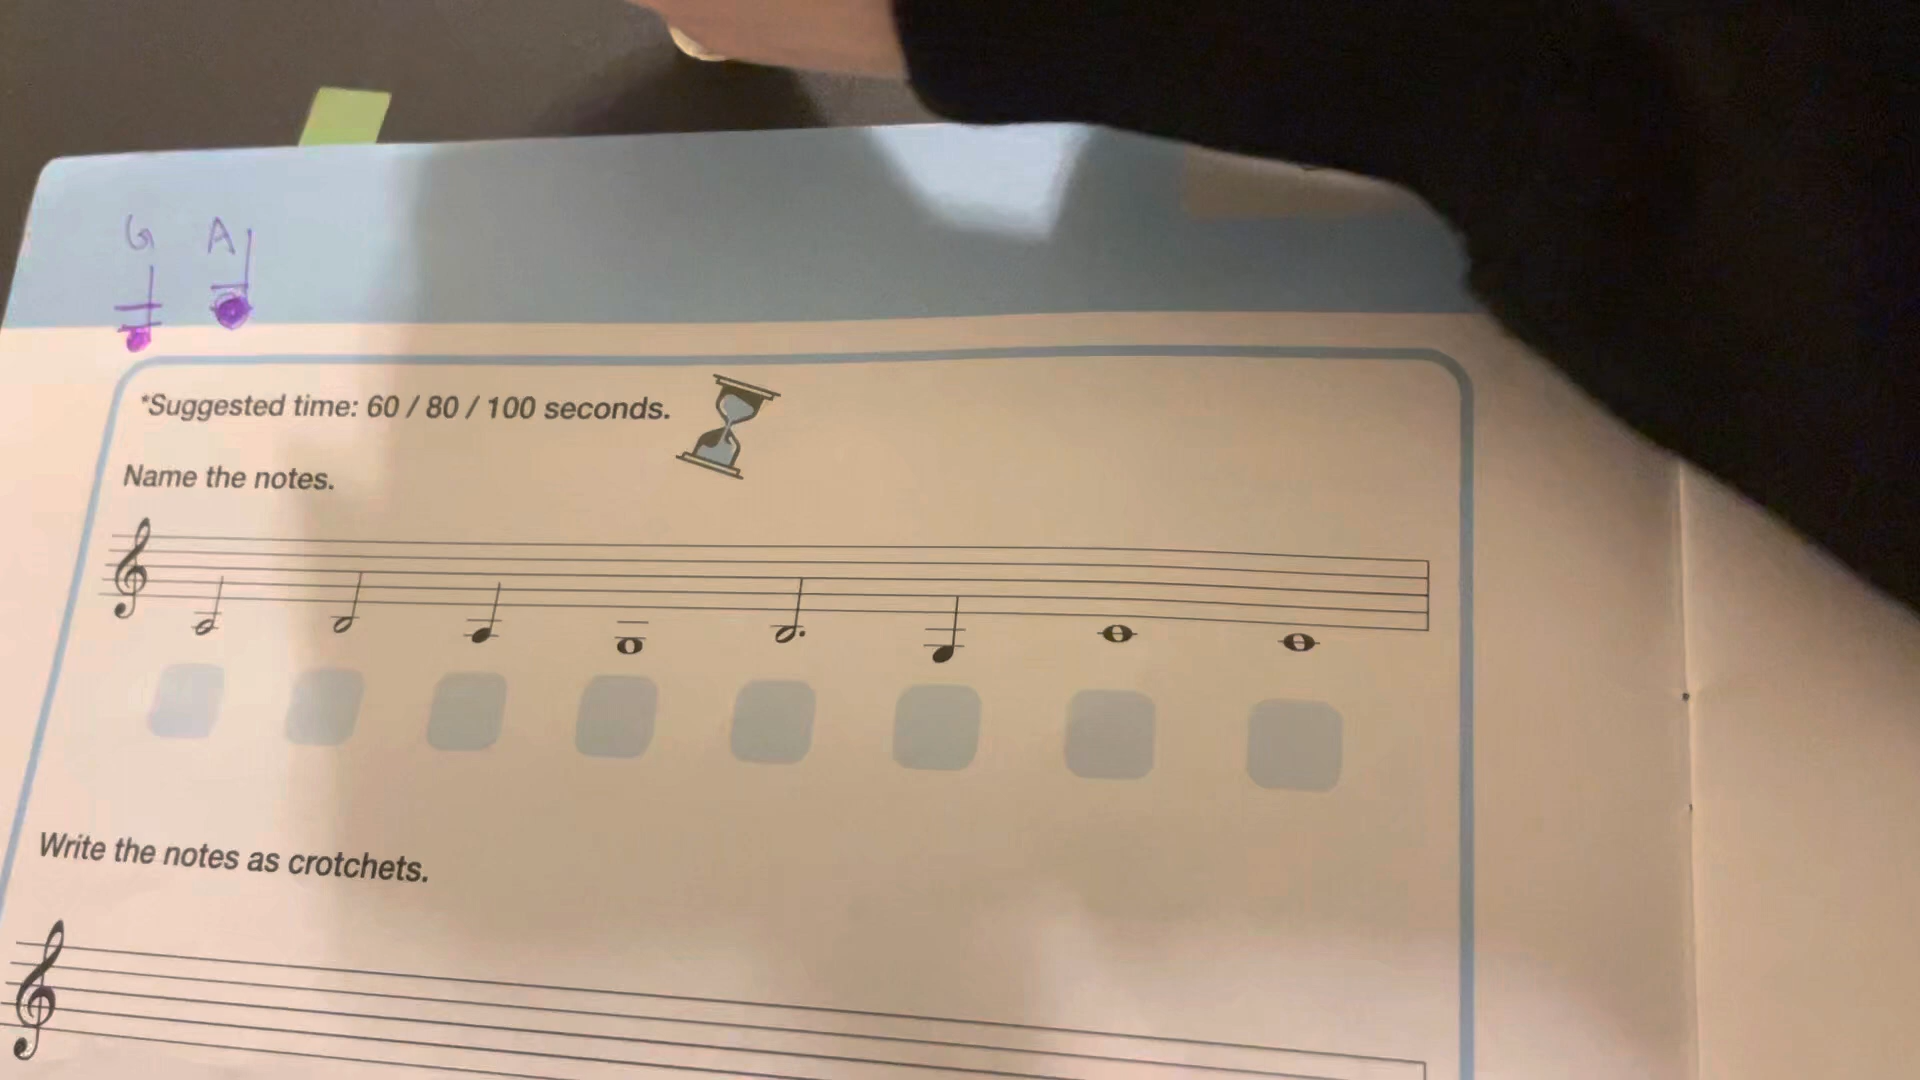 G A
*Suggested time: 60 / 80 / 100 seconds.
Name the notes.
Write the notes as crotchets.